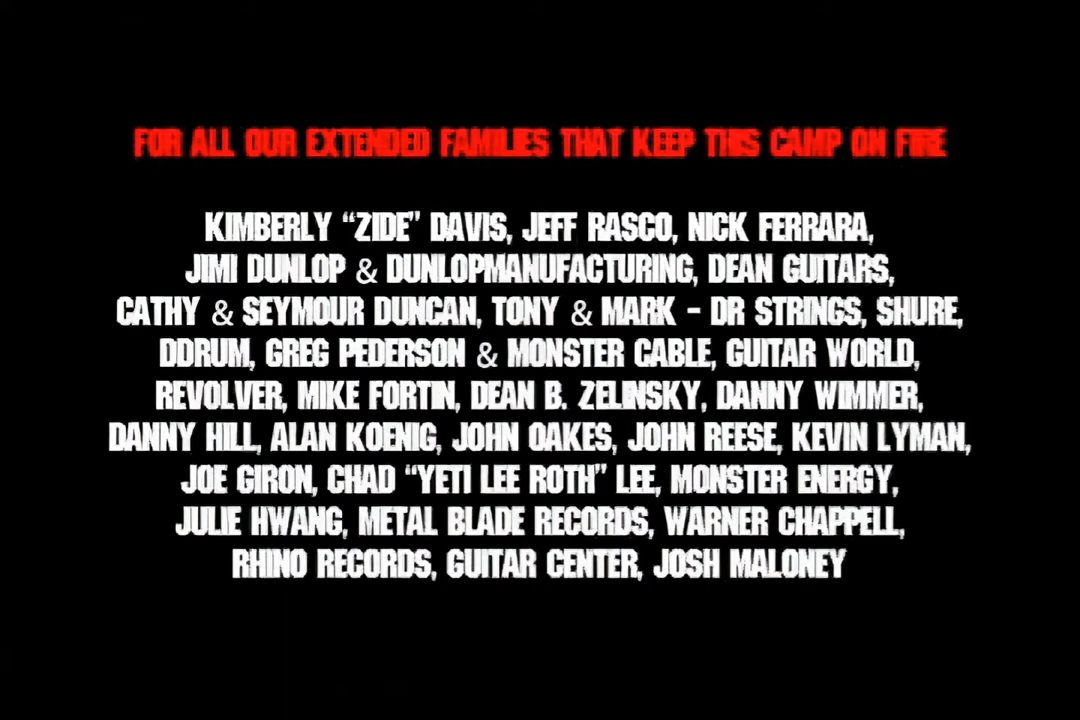 FOR ALL OUR EXTENDED FAMILIES THAT KEEP THIS CAMP ON FIRE
KIMBERLY “ZIDE” DAVIS, JEFF RASCO, NICK FERRARA,
JIMI DUNLOP & DUNLOPMANUFACTURING, DEAN GUITARS,
CATHY & SEYMOUR DUNCAN, TONY & MARK - DR STRINGS, SHURE,
DDRUM, GREG PEDERSON & MONSTER CABLE, GUITAR WORLD,
REVOLVER, MIKE FORTIN, DEAN B. ZELINSKY, DANNY WIMMER,
DANNY HILL, ALAN KOENIG, JOHN OAKES, JOHN REESE, KEVIN LYMAN,
JOE GIRON, CHAD “YETI LEE ROTH” LEE, MONSTER ENERGY,
JULIE HWANG, METAL BLADE RECORDS, WARNER CHAPPELL,
RHINO RECORDS, GUITAR CENTER, JOSH MALONEY